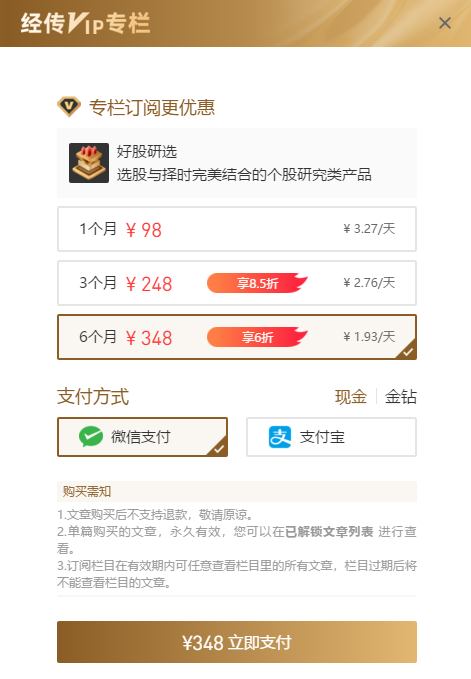 经传Vip专栏
专栏订阅更优惠
好股研选
选股与择时完美结合的个股研究类产品
1个月 ¥ 98 ¥ 3.27/天
3个月 ¥ 248 享8.5折 ¥ 2.76/天
6个月 ¥ 348 享6折 ¥ 1.93/天
支付方式 现金 金钻
微信支付 支付宝
购买需知
1.文章购买后不支持退款，敬请原谅。
2.单篇购买的文章，永久有效，您可以在已解锁文章列表 进行查
看。
3.订阅栏目在有效期内可任意查看栏目里的所有文章，栏目过期后将
不能查看栏目的文章。
¥348 立即支付